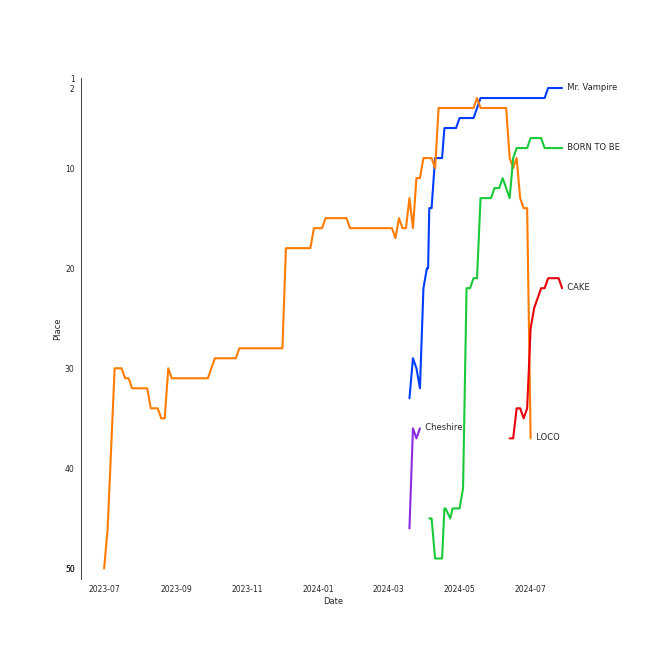 1
2
Mr. Vampire
BORN TO BE
10
20
CAKE
Place
30
Cheshire
LOCO
40
50
2023-07
2023-09
2023-11
2024-01
2024-03
2024-05
2024-07
Date